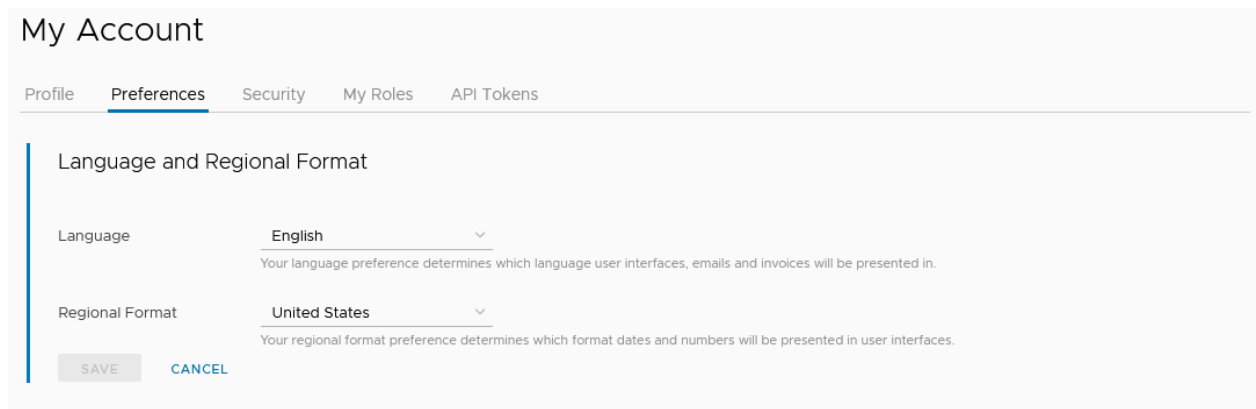 My Account
Profile Preferences Security My Roles API Tokens
Language and Regional Format
Language English
Your language preference determines which language user interfaces, emails and invoices will be presented in.
Regional Format United States
Your regional format preference determines which format dates and numbers will be presented in user interfaces.
SAVE CANCEL